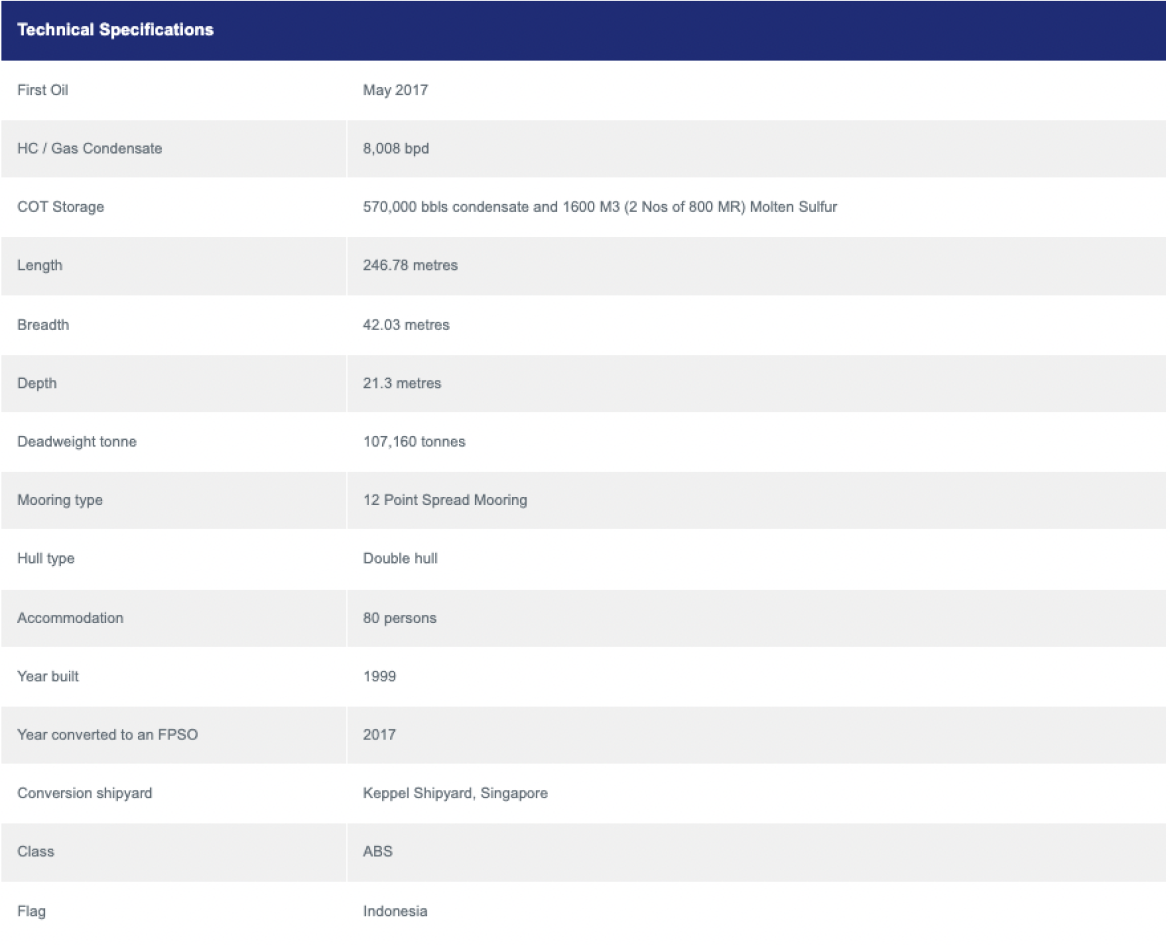 Technical Specifications
First Oil May 2017
HC / Gas Condensate 8,008 bpd
COT Storage 570,000 bbls condensate and 1600 M3 (2 Nos of 800 MR) Molten Sulfur
Length 246.78 metres
Breadth 42.03 metres
Depth 21.3 metres
Deadweight tonne 107,160 tonnes
Mooring type 12 Point Spread Mooring
Hull type Double hull
Accommodation 80 persons
Year built 1999
Year converted to an FPSO 2017
Conversion shipyard Keppel Shipyard, Singapore
Class ABS
Flag Indonesia